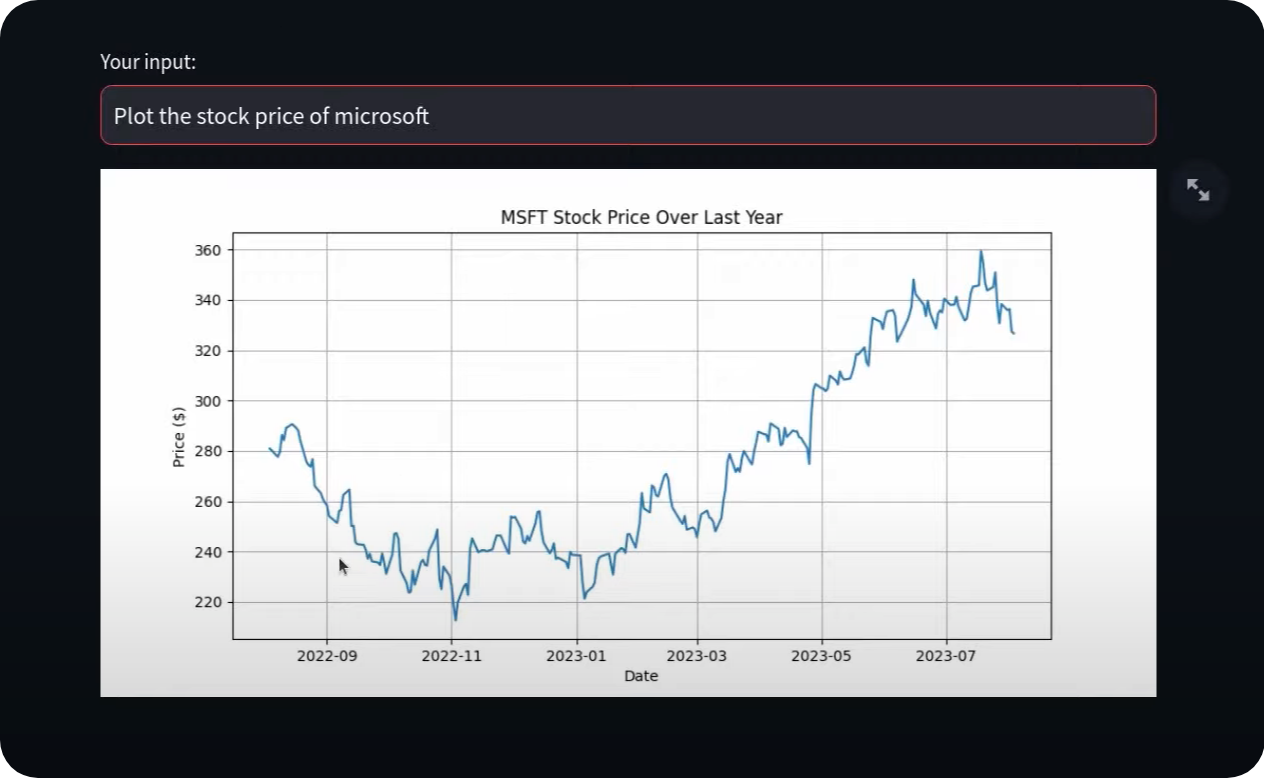 Your input:
Plot the stock price of microsoft
MSFT Stock Price Over Last Year
360
340
320
300
280
260
240
220
Price ($)
2022-09 2022-11 2023-01 2023-03 2023-05 2023-07
Date